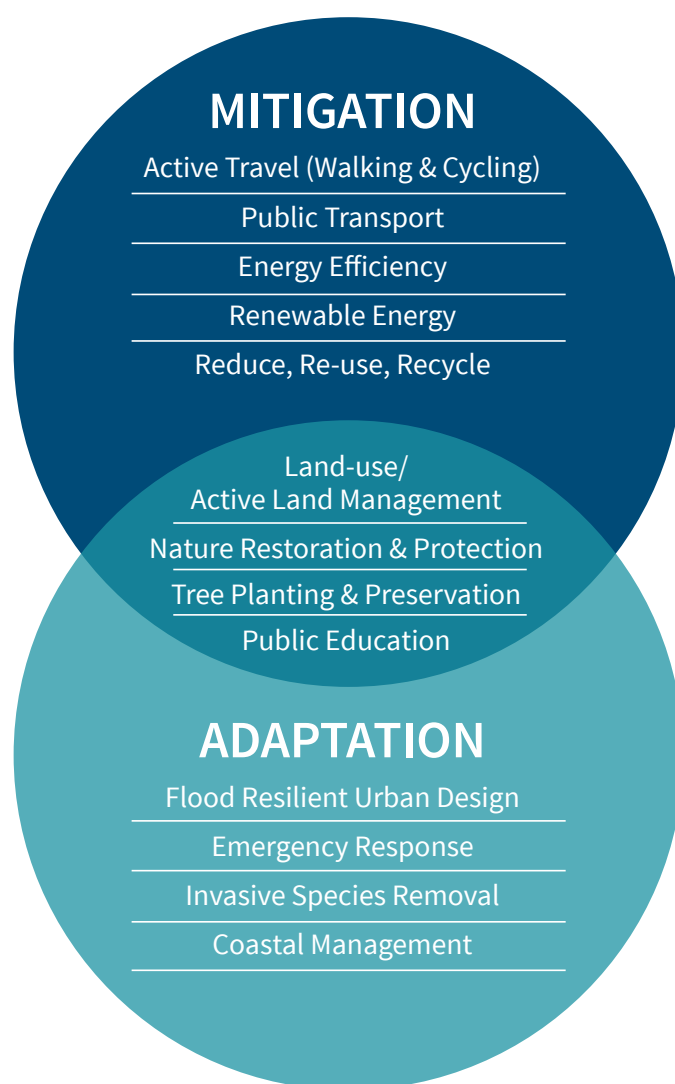 MITIGATION
Active Travel (Walking & Cycling)
Public Transport
Energy Efficiency
Renewable Energy
Reduce, Re-use, Recycle
Land-use/
Active Land Management
Nature Restoration & Protection
Tree Planting & Preservation
Public Education
ADAPTATION
Flood Resilient Urban Design
Emergency Response
Invasive Species Removal
Coastal Management